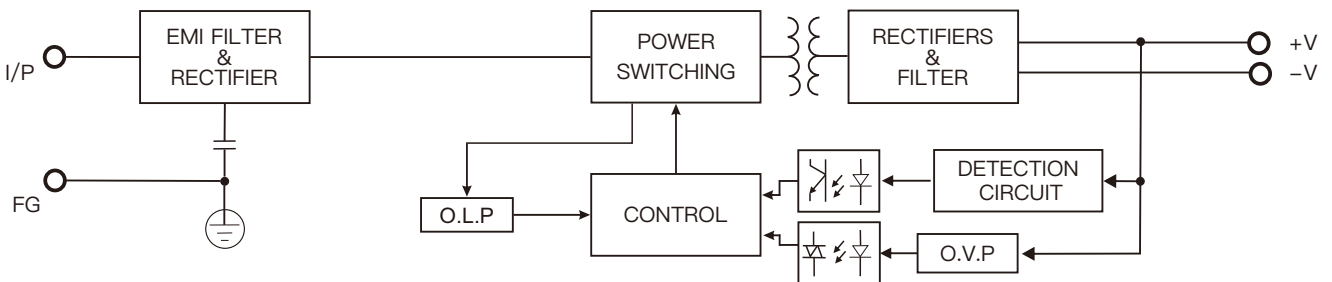 I/P
EMI FILTER
&
RECTIFIER
POWER
SWITCHING
RECTIFIERS
&
FILTER
+V
−V
FG
O.L.P
CONTROL
DETECTION
CIRCUIT
O.V.P